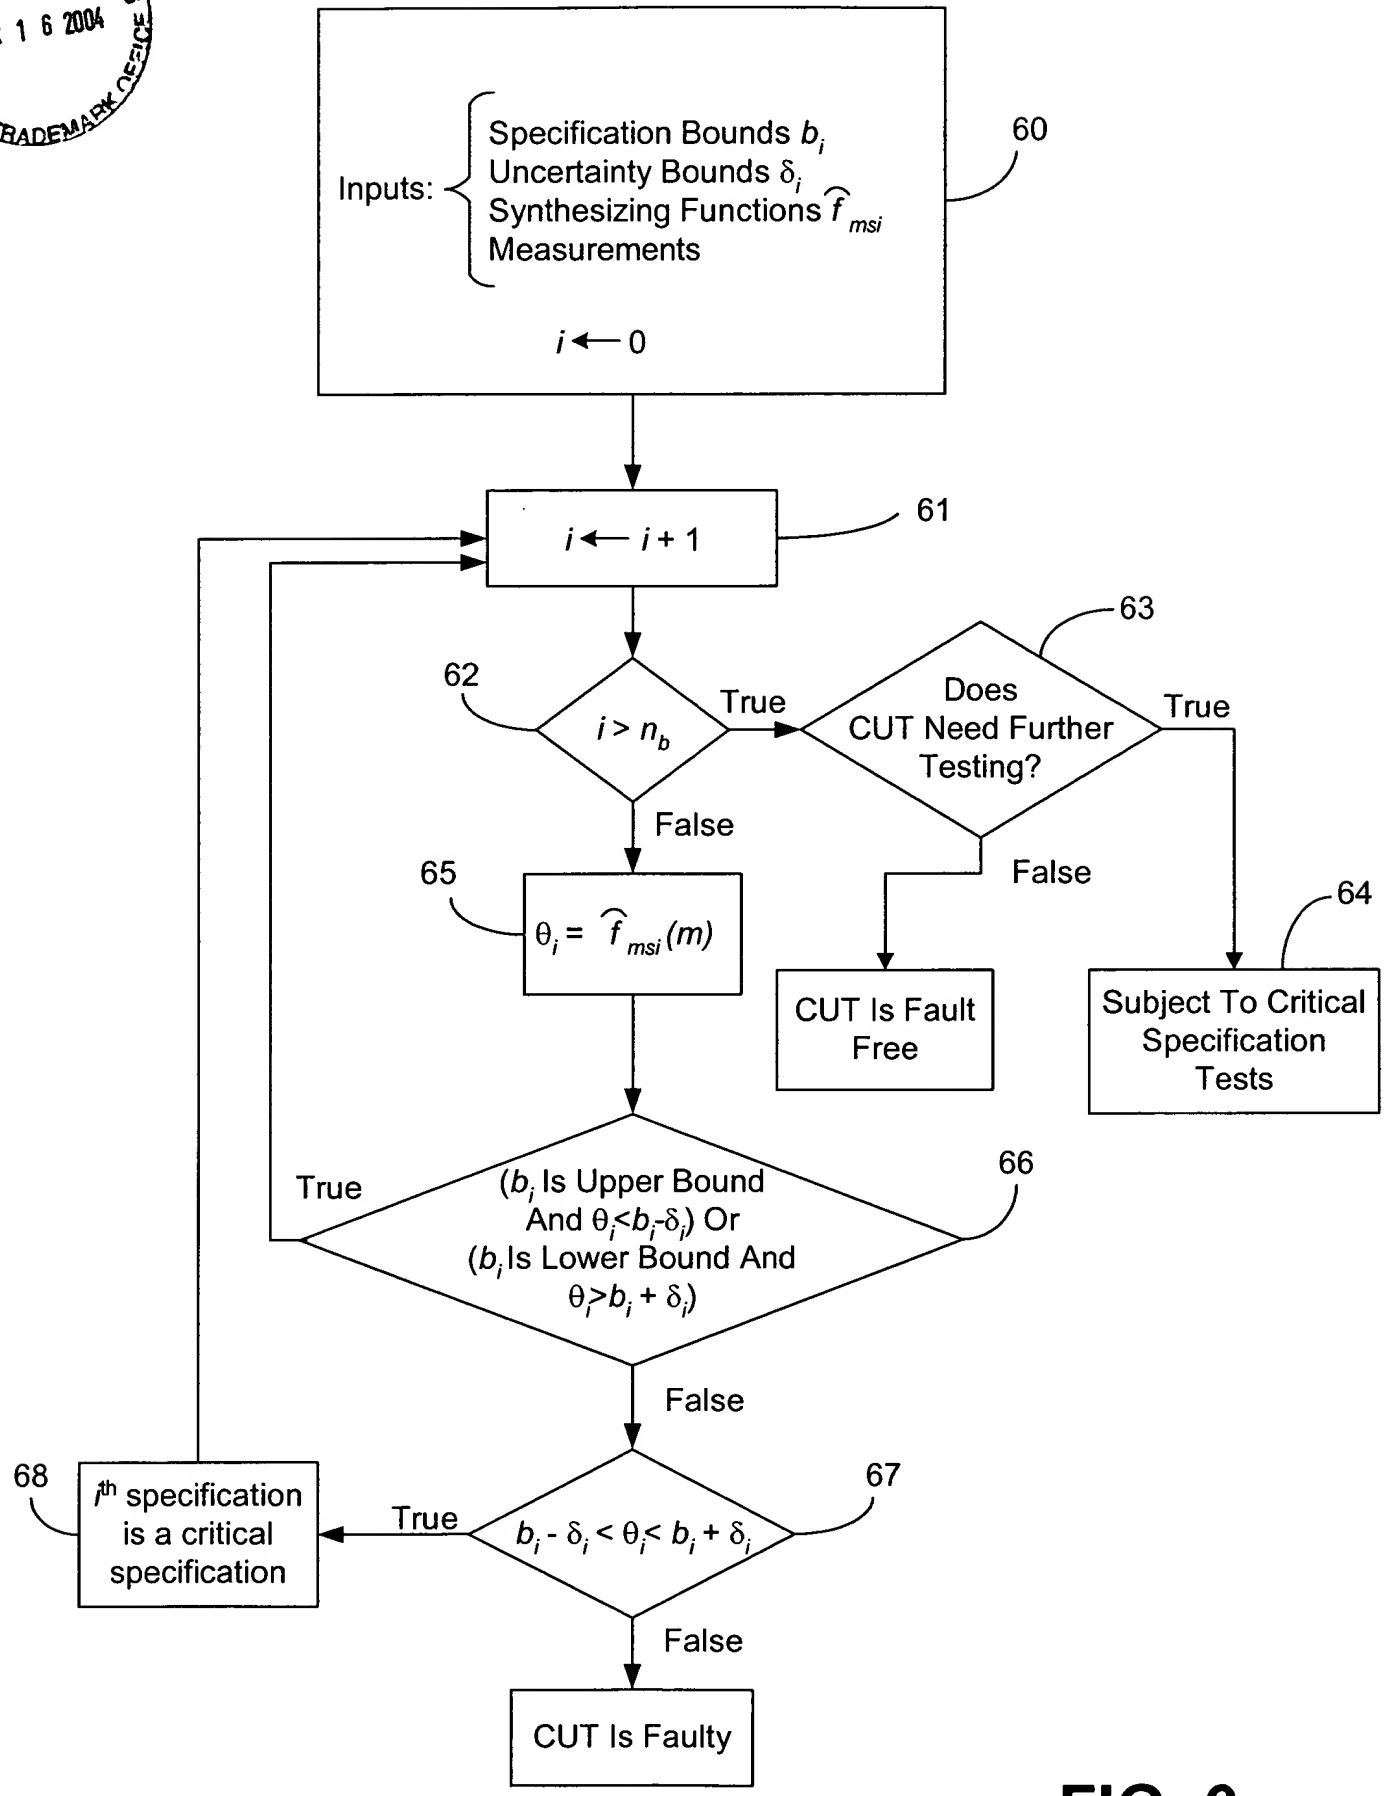 1 6 2004
TRADEMARK OFFICE
Inputs:
Specification Bounds b_i
Uncertainty Bounds δ_i
Synthesizing Functions f̂_msi
Measurements
i ← 0
60
i ← i + 1
61
62
i > n_b
True
63
Does
CUT Need Further
Testing?
True
False
False
65
θ_i = f̂_msi(m)
CUT Is Fault
Free
64
Subject To Critical
Specification
Tests
66
True
(b_i Is Upper Bound
And θ_i<b_i-δ_i) Or
(b_i Is Lower Bound And
θ_i>b_i + δ_i)
False
68
i^th specification
is a critical
specification
True
67
b_i - δ_i < θ_i < b_i + δ_i
False
CUT Is Faulty